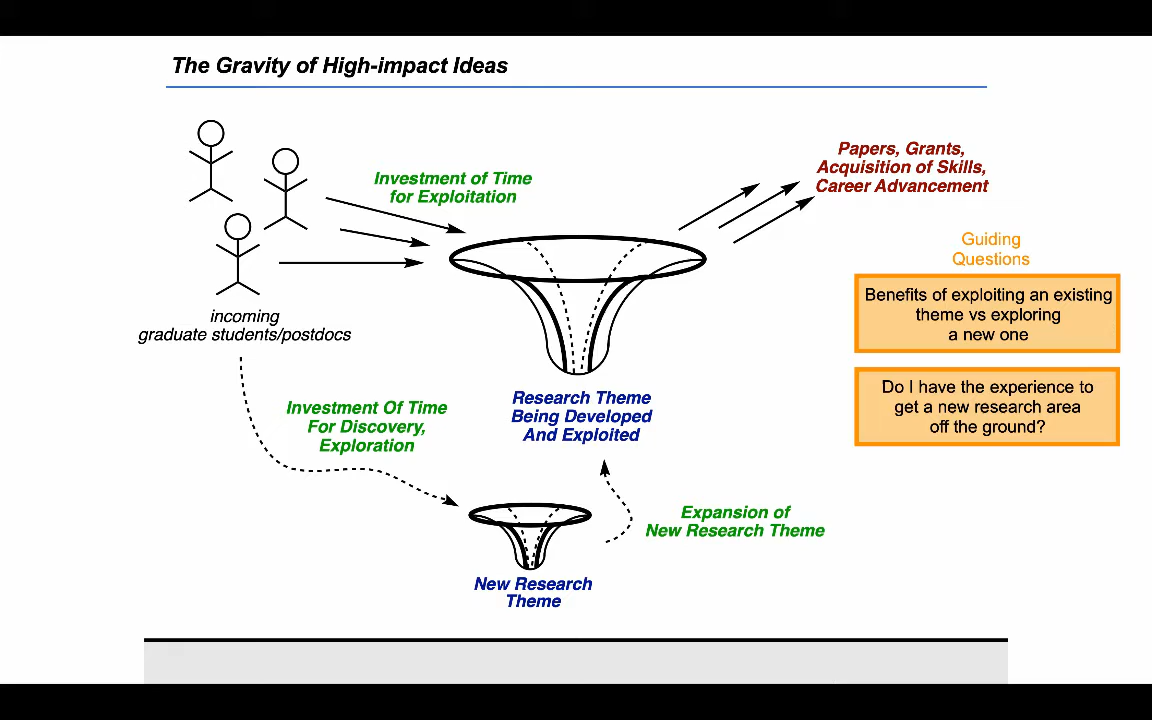 The Gravity of High-impact Ideas
Investment of Time
for Exploitation
Papers, Grants,
Acquisition of Skills,
Career Advancement
incoming
graduate students/postdocs
Guiding
Questions
Benefits of exploiting an existing
theme vs exploring
a new one
Do I have the experience to
get a new research area
off the ground?
Research Theme
Being Developed
And Exploited
Investment Of Time
For Discovery,
Exploration
Expansion of
New Research Theme
New Research
Theme